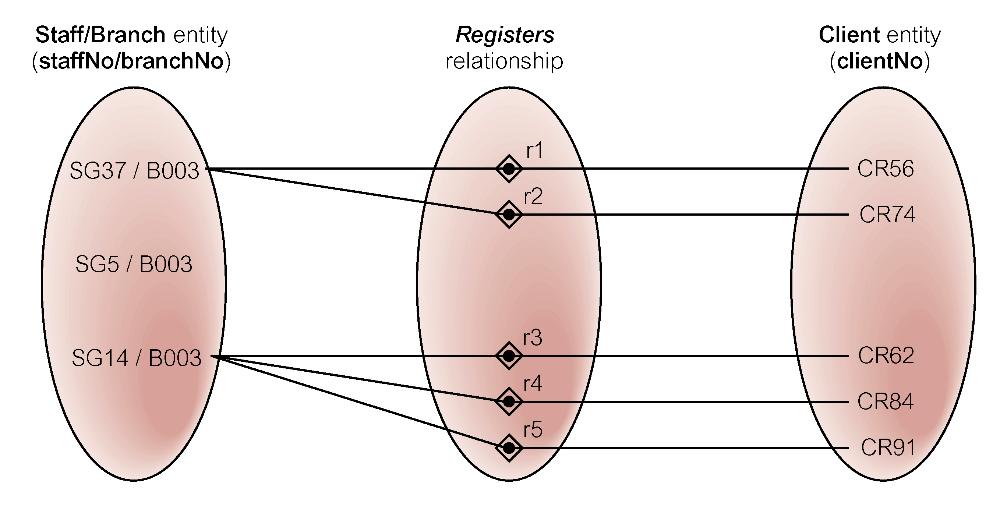 Staff/Branch entity
(staffNo/branchNo)
Registers
relationship
Client entity
(clientNo)
SG37 / B003
SG5 / B003
SG14 / B003
r1
r2
r3
r4
r5
CR56
CR74
CR62
CR84
CR91